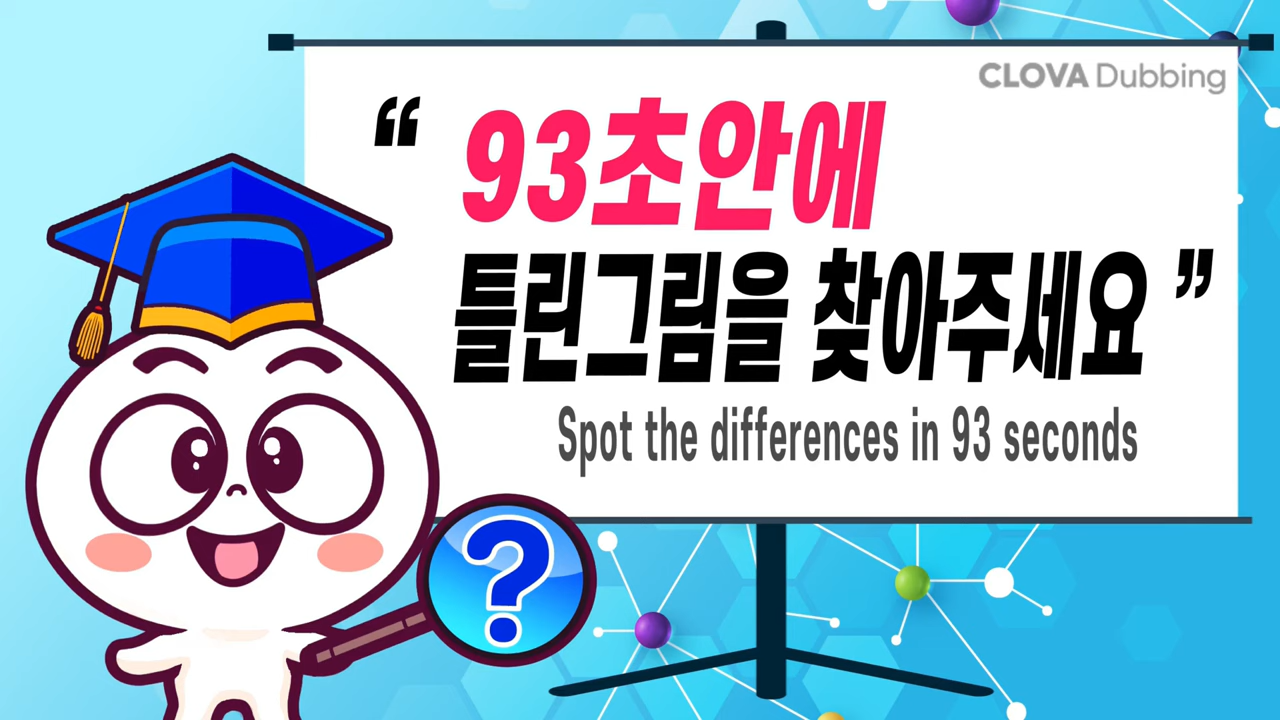 CLOVA Dubbing
“ 93초안에
틀린그림을 찾아주세요 ”
Spot the differences in 93 seconds
?